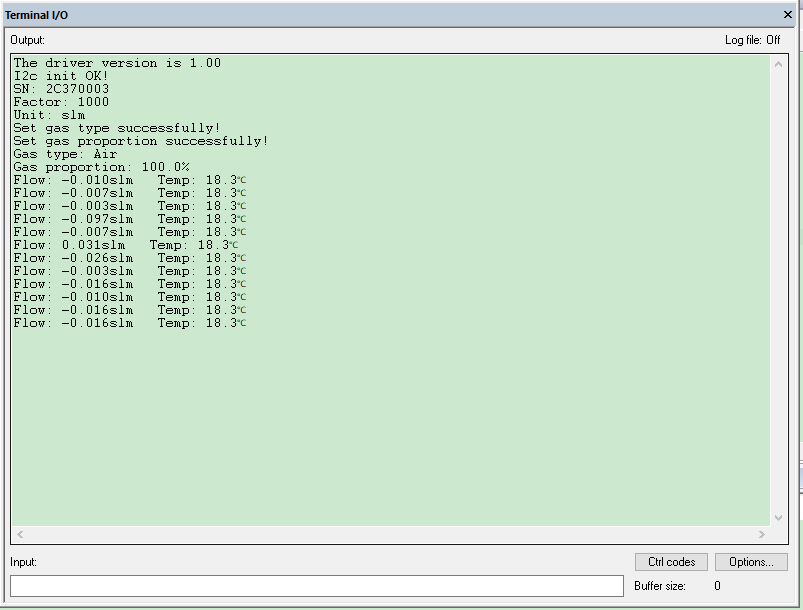 Terminal I/O
Output:
Log file: Off
The driver version is 1.00
I2c init OK!
SN: 2C370003
Factor: 1000
Unit: slm
Set gas type successfully!
Set gas proportion successfully!
Gas type: Air
Gas proportion: 100.0%
Flow: -0.010slm   Temp: 18.3℃
Flow: -0.007slm   Temp: 18.3℃
Flow: -0.003slm   Temp: 18.3℃
Flow: -0.097slm   Temp: 18.3℃
Flow: -0.007slm   Temp: 18.3℃
Flow: 0.031slm   Temp: 18.3℃
Flow: -0.026slm   Temp: 18.3℃
Flow: -0.003slm   Temp: 18.3℃
Flow: -0.016slm   Temp: 18.3℃
Flow: -0.010slm   Temp: 18.3℃
Flow: -0.016slm   Temp: 18.3℃
Flow: -0.016slm   Temp: 18.3℃
Input:
Ctrl codes
Options...
Buffer size: 0